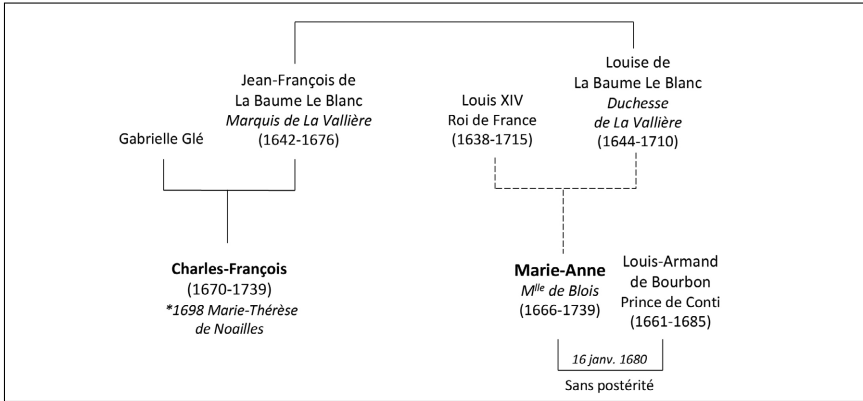 Jean-François de
La Baume Le Blanc
Marquis de La Vallière
(1642-1676)
Louis XIV
Roi de France
(1638-1715)
Louise de
La Baume Le Blanc
Duchesse
de La Vallière
(1644-1710)
Gabrielle Glé
Charles-François
(1670-1739)
*1698 Marie-Thérèse
de Noailles
Marie-Anne
Mlle de Blois
(1666-1739)
Louis-Armand
de Bourbon
Prince de Conti
(1661-1685)
16 janv. 1680
Sans postérité